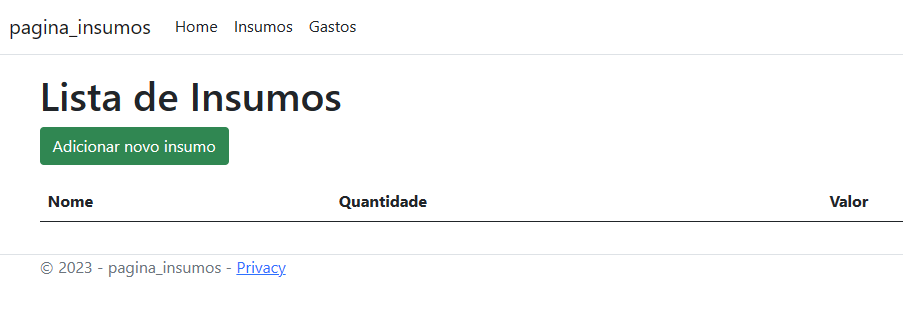 pagina_insumos Home Insumos Gastos
Lista de Insumos
Adicionar novo insumo
Nome Quantidade Valor
© 2023 - pagina_insumos - Privacy